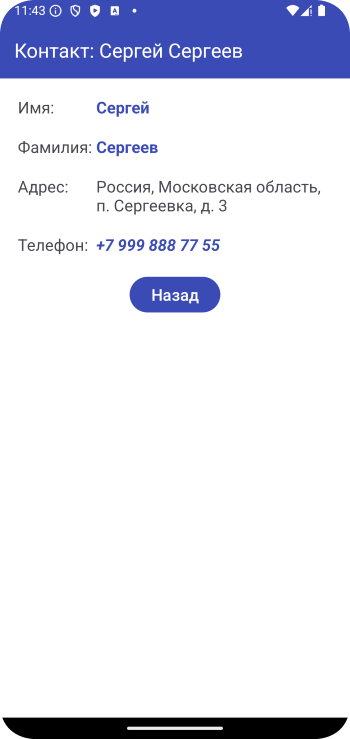 11:43
Контакт: Сергей Сергеев
Имя: Сергей
Фамилия: Сергеев
Адрес: Россия, Московская область,
п. Сергеевка, д. 3
Телефон: +7 999 888 77 55
Назад